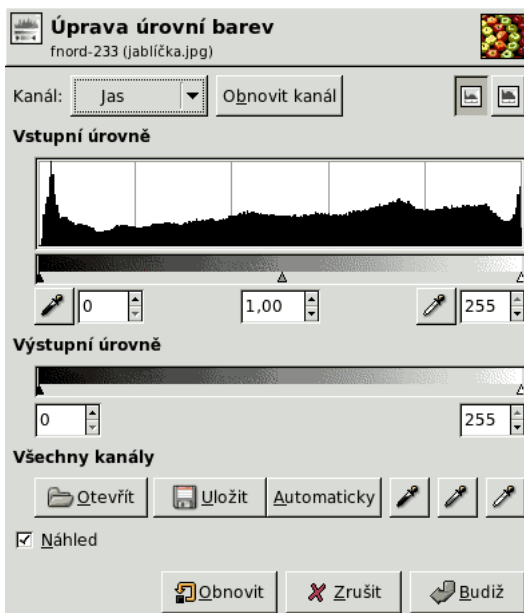 Úprava úrovní barev
fnord-233 (jablíčka.jpg)
Kanál: Jas Obnovit kanál
Vstupní úrovně
0 1,00 255
Výstupní úrovně
0 255
Všechny kanály
Otevřít Uložit Automaticky
Náhled
Obnovit Zrušit Budiž